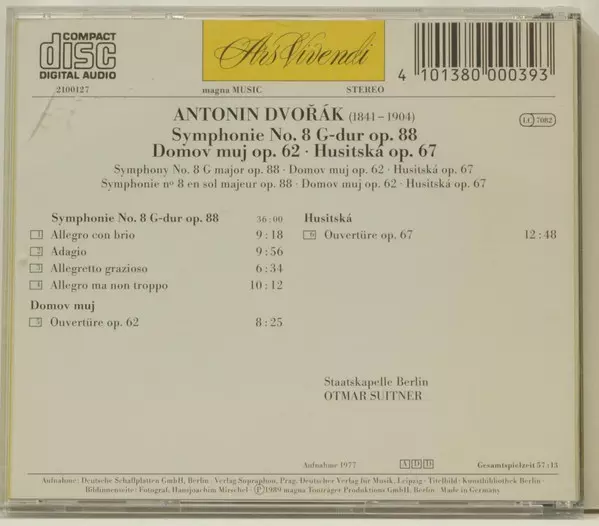 COMPACT
disc
DIGITAL AUDIO
Ars Vivendi
4 101380 000393
2100127 magna MUSIC STEREO
ANTONIN DVOŘÁK (1841–1904)
LC 7082
Symphonie No. 8 G-dur op. 88
Domov muj op. 62 · Husitská op. 67
Symphony No. 8 G major op. 88 · Domov muj op. 62 · Husitská op. 67
Symphonie nº 8 en sol majeur op. 88 · Domov muj op. 62 · Husitská op. 67
Symphonie No. 8 G-dur op. 88 36:00
1 Allegro con brio 9:18
2 Adagio 9:56
3 Allegretto grazioso 6:34
4 Allegro ma non troppo 10:12
Domov muj
5 Ouvertüre op. 62 8:25
Husitská
6 Ouvertüre op. 67 12:48
Staatskapelle Berlin
OTMAR SUITNER
Aufnahme 1977 A D D Gesamtspielzeit 57:13
Aufnahme: Deutsche Schallplatten GmbH, Berlin · Verlag Supraphon, Prag, Deutscher Verlag für Musik, Leipzig · Titelbild: Kunstbibliothek Berlin ·
Bildinnenseite: Fotograf. Hansjoachim Mirschel · Ⓟ 1989 magna Tonträger Produktions GmbH, Berlin Made in Germany